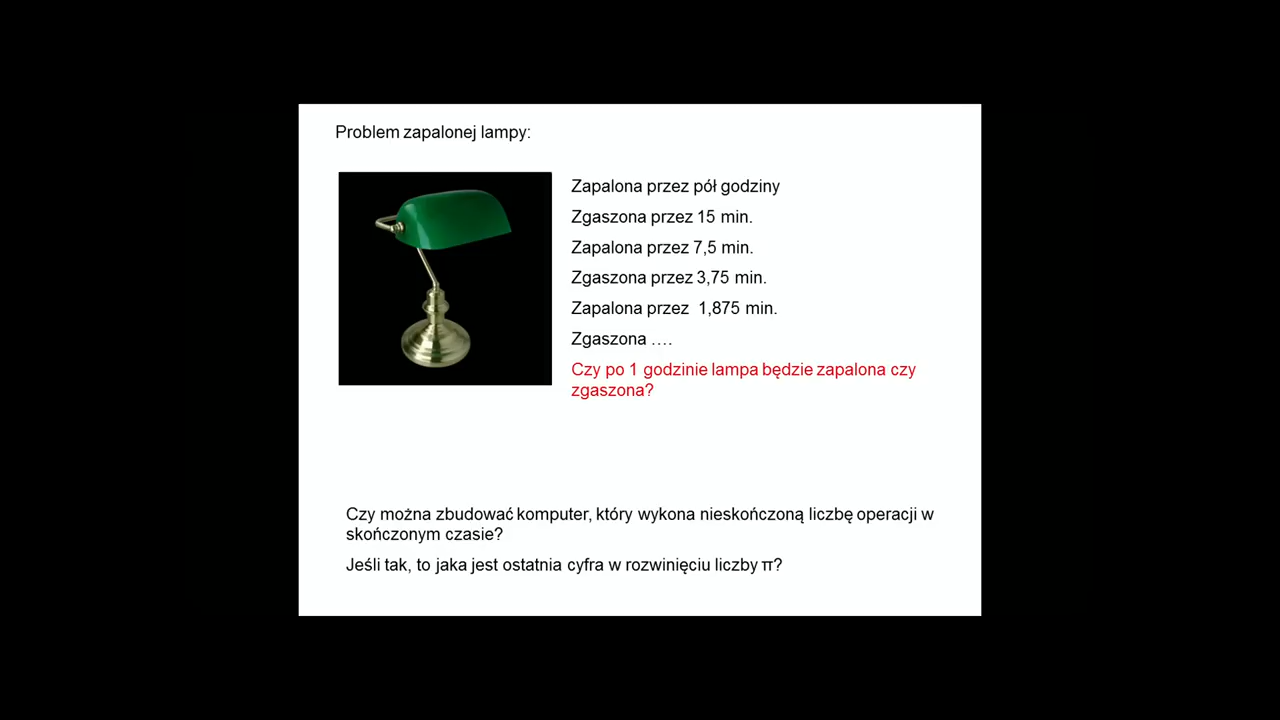 Problem zapalonej lampy:
Zapalona przez pół godziny
Zgaszona przez 15 min.
Zapalona przez 7,5 min.
Zgaszona przez 3,75 min.
Zapalona przez 1,875 min.
Zgaszona ….
Czy po 1 godzinie lampa będzie zapalona czy
zgaszona?
Czy można zbudować komputer, który wykona nieskończoną liczbę operacji w
skończonym czasie?
Jeśli tak, to jaka jest ostatnia cyfra w rozwinięciu liczby π?